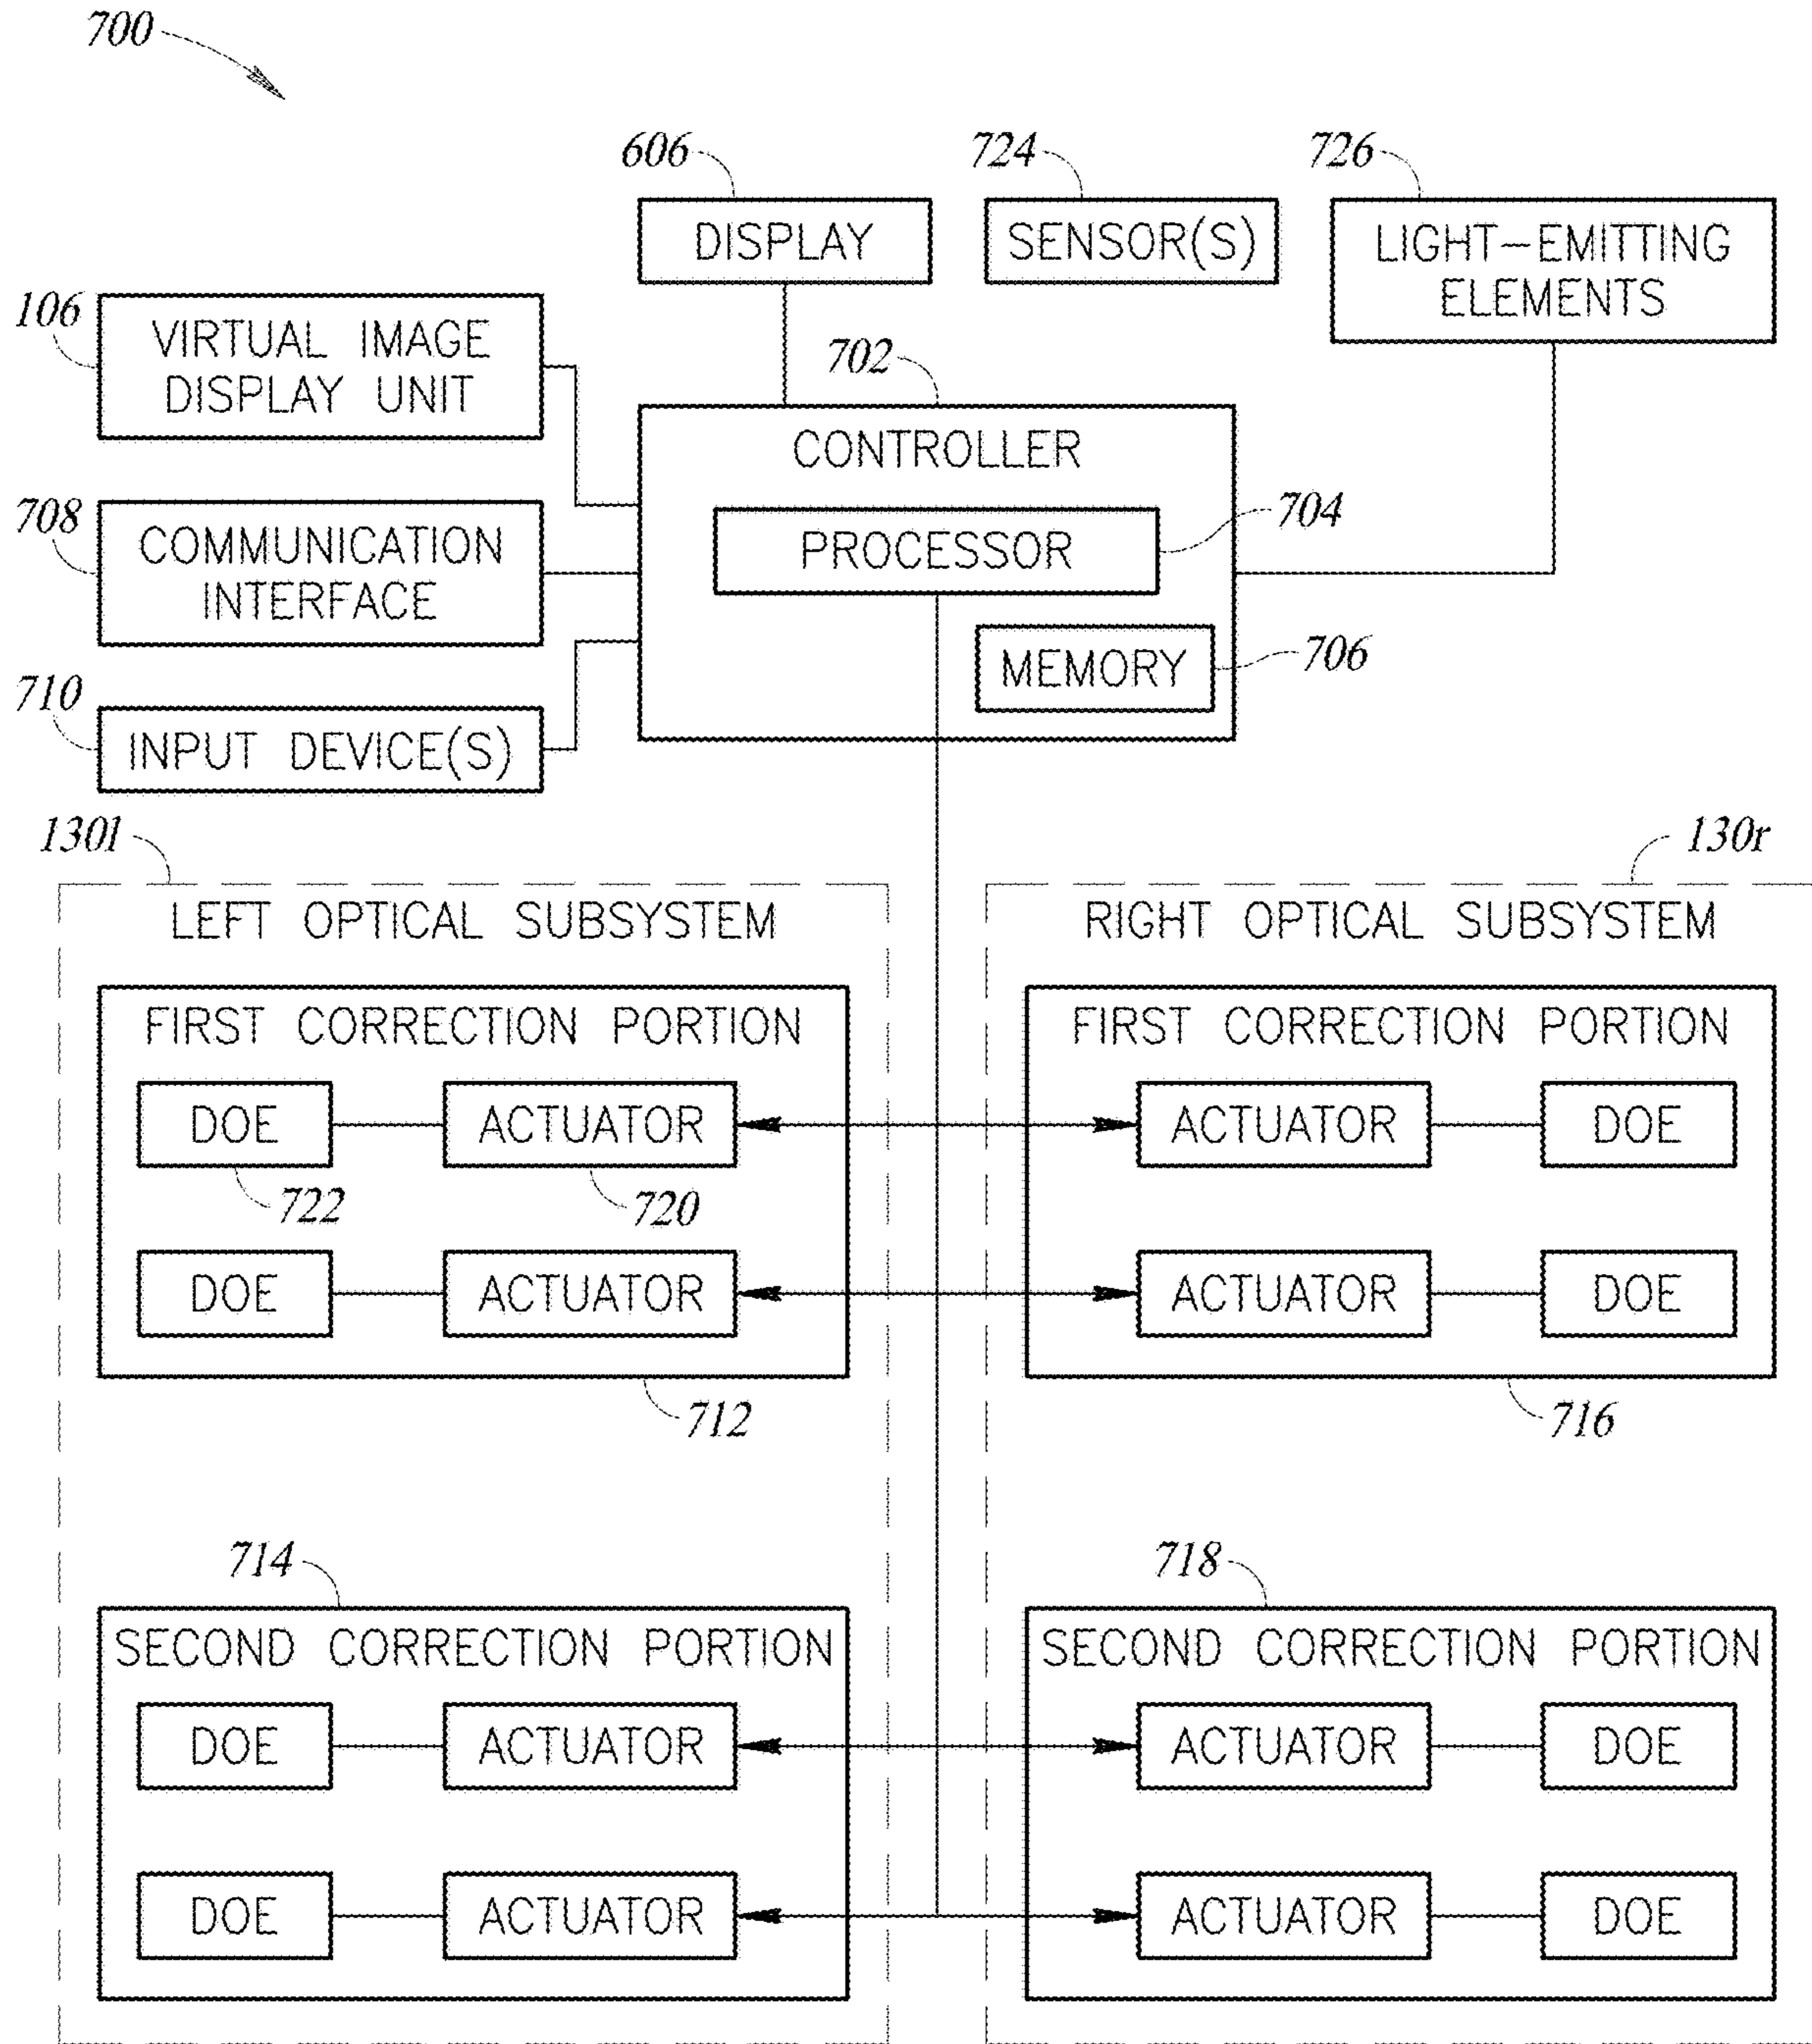 700
606
724
726
DISPLAY
SENSOR(S)
LIGHT-EMITTING
ELEMENTS
106
VIRTUAL IMAGE
DISPLAY UNIT
702
CONTROLLER
708
COMMUNICATION
INTERFACE
PROCESSOR
704
MEMORY
706
710
INPUT DEVICE(S)
130l
130r
LEFT OPTICAL SUBSYSTEM
RIGHT OPTICAL SUBSYSTEM
FIRST CORRECTION PORTION
FIRST CORRECTION PORTION
DOE
ACTUATOR
ACTUATOR
DOE
722
720
DOE
ACTUATOR
ACTUATOR
DOE
712
716
714
718
SECOND CORRECTION PORTION
SECOND CORRECTION PORTION
DOE
ACTUATOR
ACTUATOR
DOE
DOE
ACTUATOR
ACTUATOR
DOE